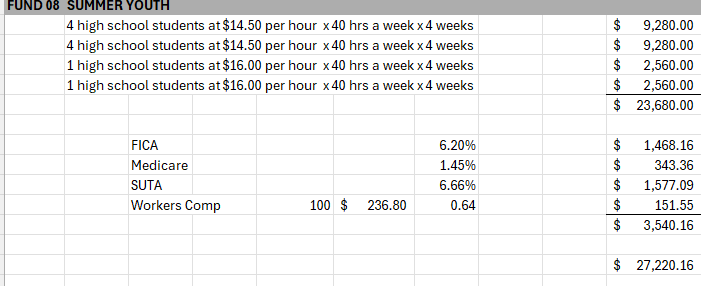 FUND 08 SUMMER YOUTH
4 high school students at $14.50 per hour x 40 hrs a week x 4 weeks $ 9,280.00
4 high school students at $14.50 per hour x 40 hrs a week x 4 weeks $ 9,280.00
1 high school students at $16.00 per hour x 40 hrs a week x 4 weeks $ 2,560.00
1 high school students at $16.00 per hour x 40 hrs a week x 4 weeks $ 2,560.00
$ 23,680.00
FICA 6.20% $ 1,468.16
Medicare 1.45% $ 343.36
SUTA 6.66% $ 1,577.09
Workers Comp 100 $ 236.80 0.64 $ 151.55
$ 3,540.16
$ 27,220.16